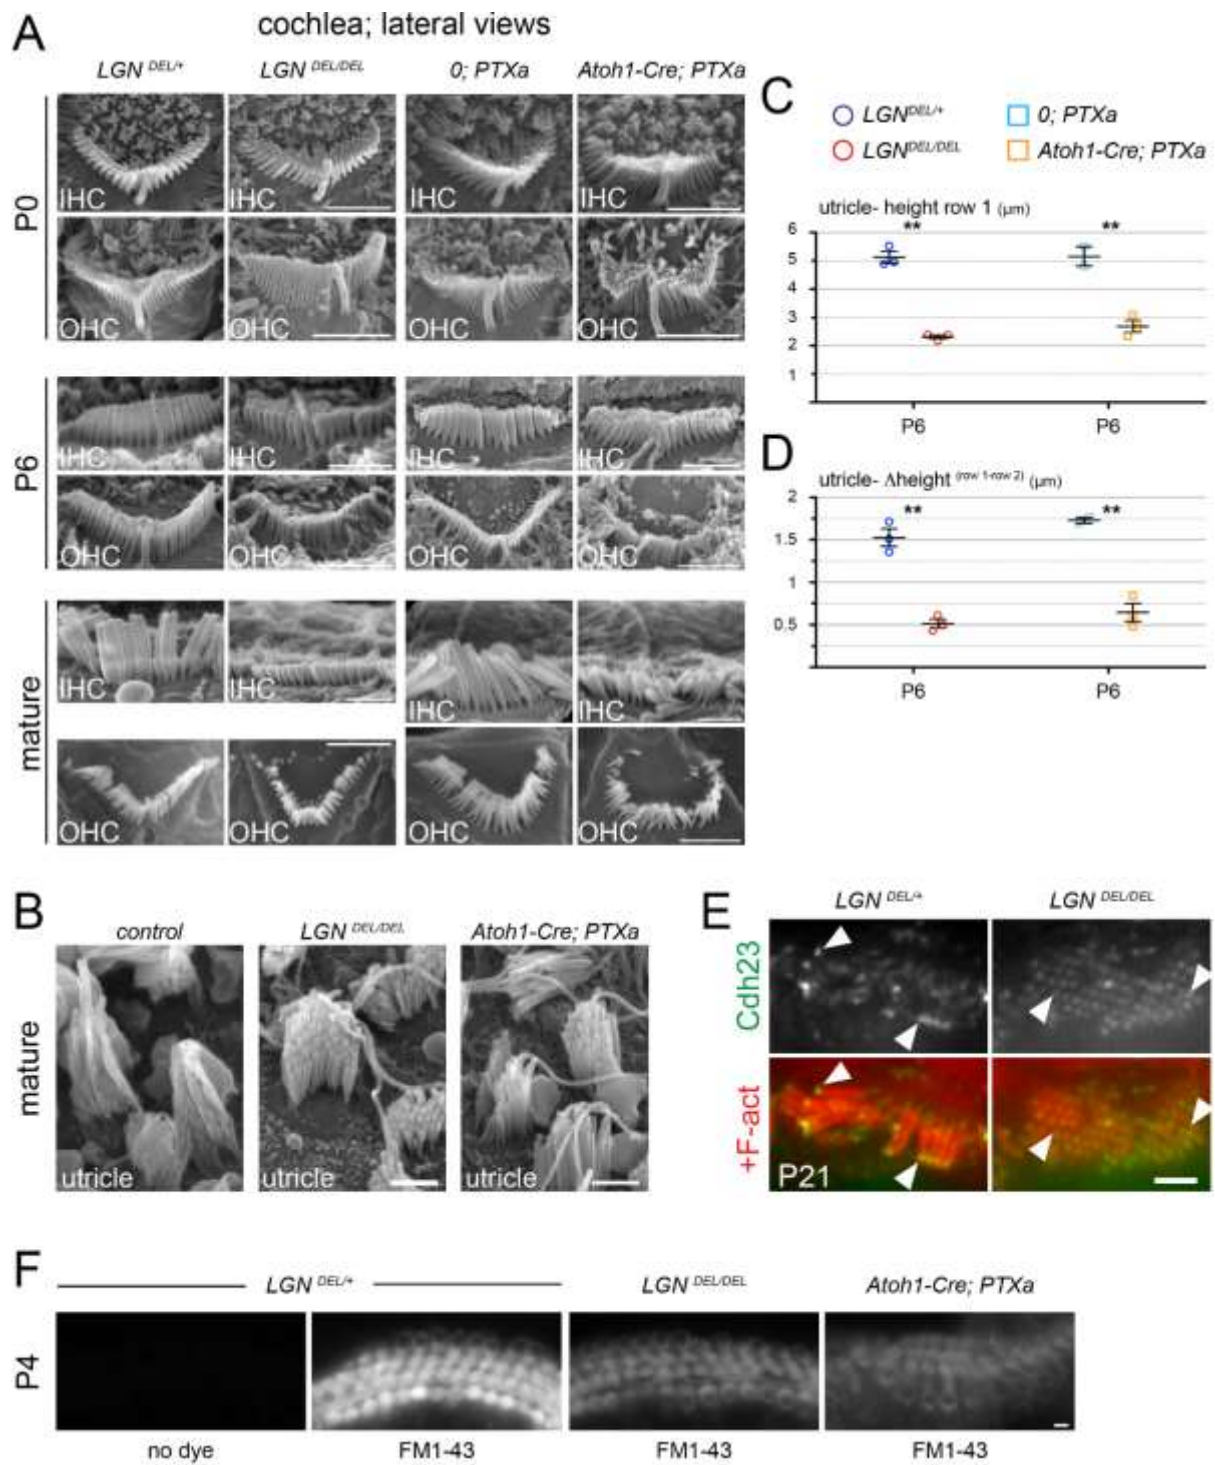 A
cochlea; lateral views
LGN DEL/+ LGN DEL/DEL 0; PTXa Atoh1-Cre; PTXa
P0
IHC IHC IHC IHC
OHC OHC OHC OHC
P6
IHC IHC IHC IHC
OHC OHC OHC OHC
mature
IHC IHC IHC IHC
OHC OHC OHC OHC
B
control LGN DEL/DEL Atoh1-Cre; PTXa
mature
utricle utricle utricle
C
LGN DEL/+ 0; PTXa
LGN DEL/DEL Atoh1-Cre; PTXa
utricle- height row 1 (µm)
** **
6
5
4
3
2
1
P6 P6
D
utricle- Δheight (row 1-row 2) (µm)
** **
2
1.5
1
0.5
P6 P6
E
LGN DEL/+ LGN DEL/DEL
Cdh23
+F-act
P21
F
LGN DEL/+ LGN DEL/DEL Atoh1-Cre; PTXa
P4
no dye FM1-43 FM1-43 FM1-43